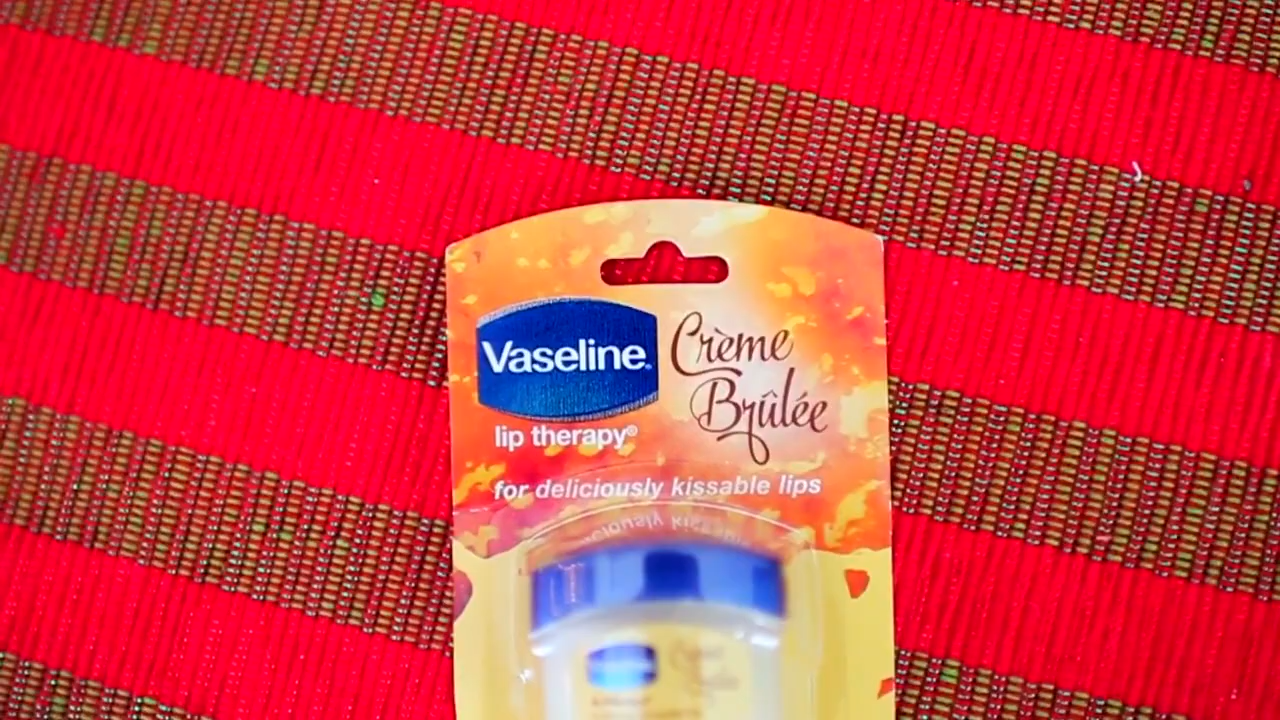 Vaseline
lip therapy®
Crème
Brûlée
for deliciously kissable lips